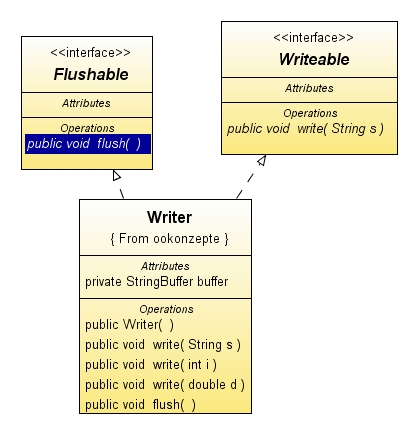 <<interface>>
Flushable
Attributes
Operations
public void flush( )
<<interface>>
Writeable
Attributes
Operations
public void write( String s )
Writer
{ From ookonzepte }
Attributes
private StringBuffer buffer
Operations
public Writer( )
public void write( String s )
public void write( int i )
public void write( double d )
public void flush( )